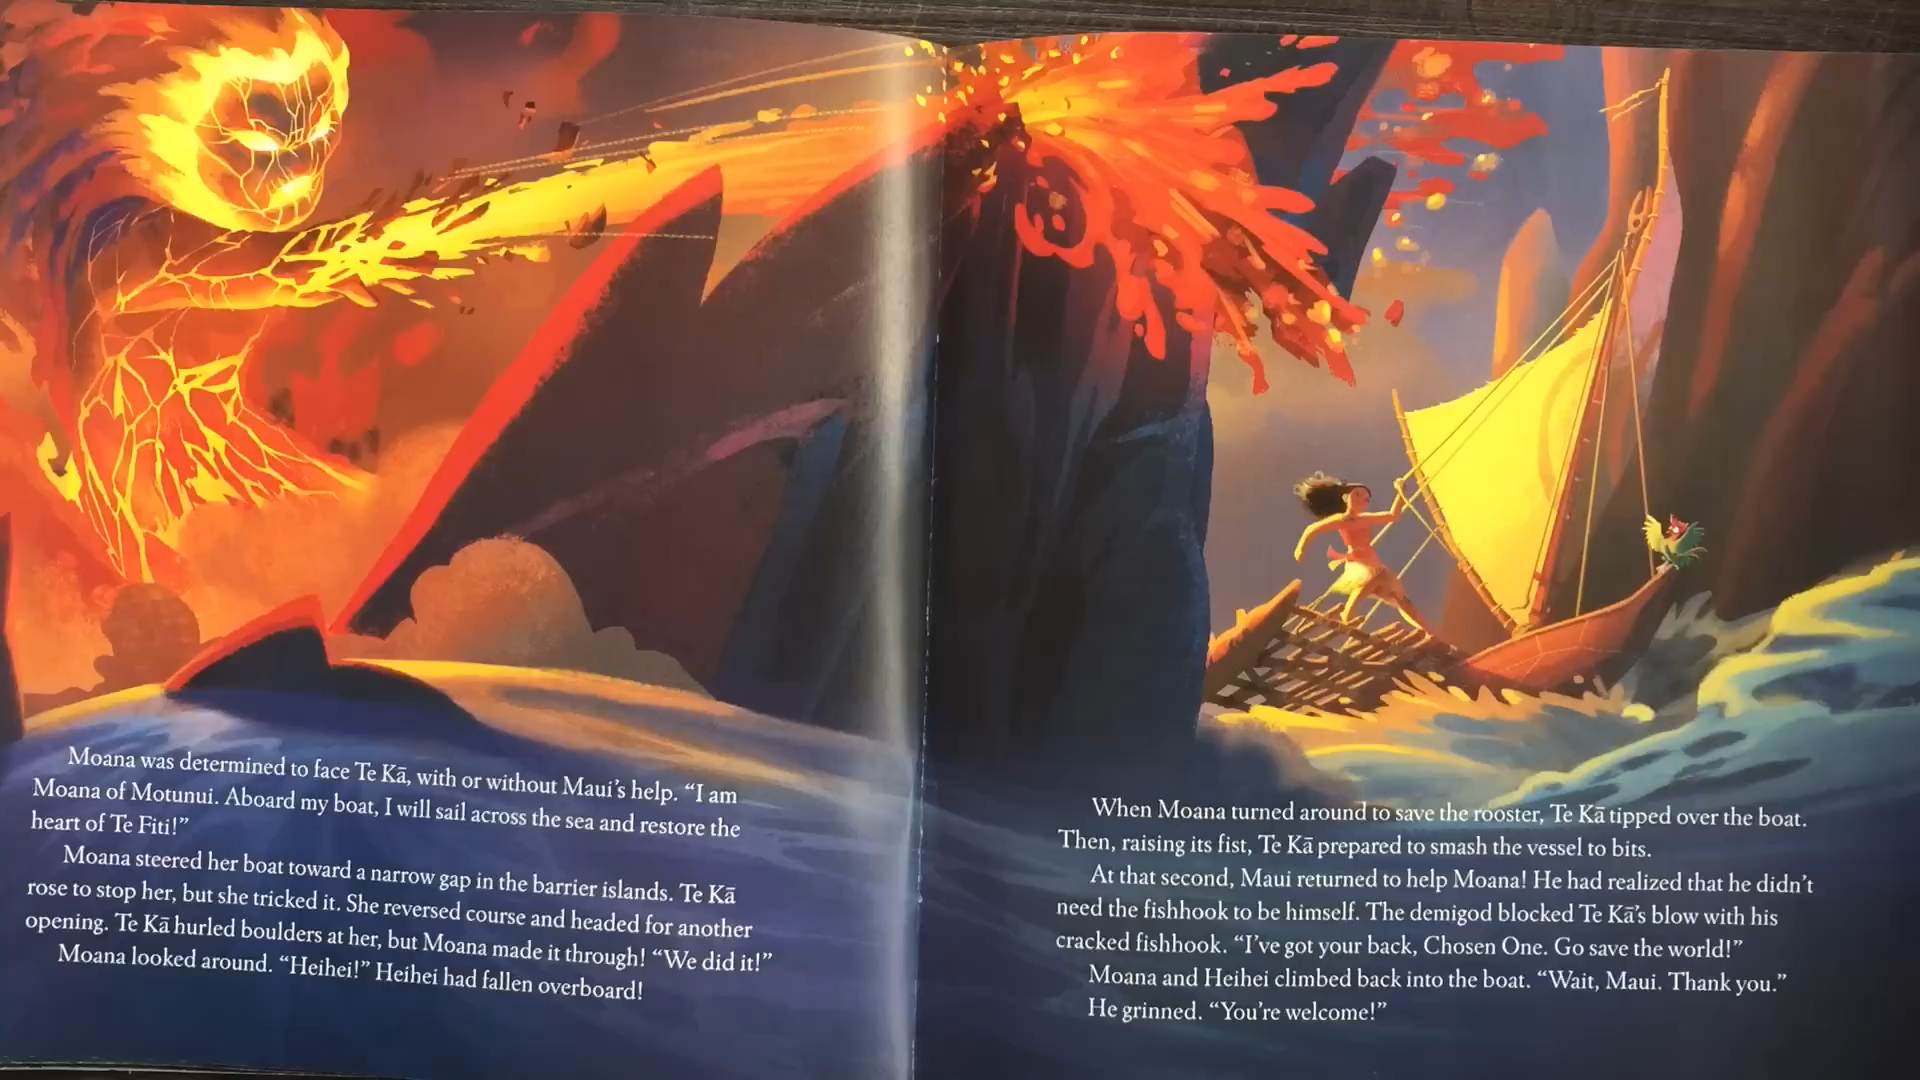 Moana was determined to face Te Kā, with or without Maui’s help. “I am
Moana of Motunui. Aboard my boat, I will sail across the sea and restore the
heart of Te Fiti!”
Moana steered her boat toward a narrow gap in the barrier islands. Te Kā
rose to stop her, but she tricked it. She reversed course and headed for another
opening. Te Kā hurled boulders at her, but Moana made it through! “We did it!”
Moana looked around. “Heihei!” Heihei had fallen overboard!
When Moana turned around to save the rooster, Te Kā tipped over the boat.
Then, raising its fist, Te Kā prepared to smash the vessel to bits.
At that second, Maui returned to help Moana! He had realized that he didn’t
need the fishhook to be himself. The demigod blocked Te Kā’s blow with his
cracked fishhook. “I’ve got your back, Chosen One. Go save the world!”
Moana and Heihei climbed back into the boat. “Wait, Maui. Thank you.”
He grinned. “You’re welcome!”